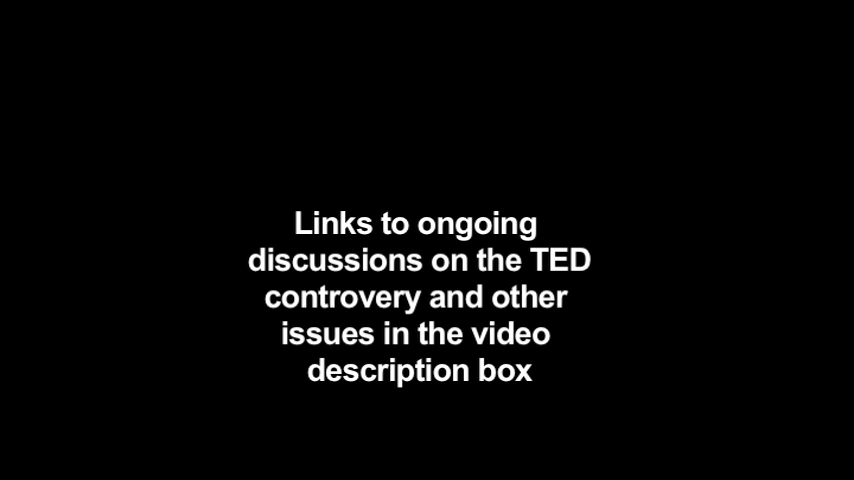 Links to ongoing
discussions on the TED
controvery and other
issues in the video
description box